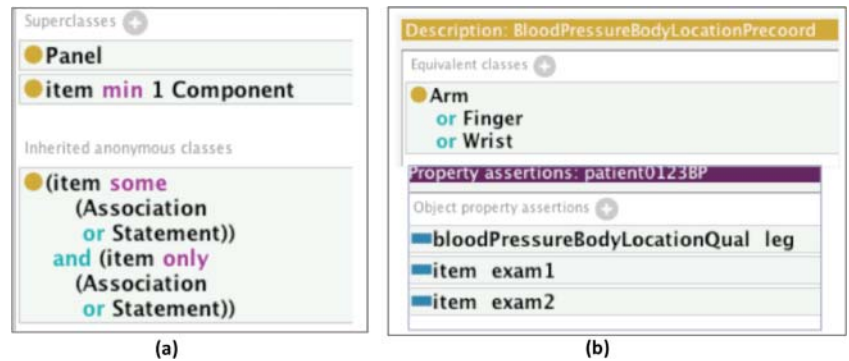 Superclasses
Panel
item min 1 Component
Inherited anonymous classes
(item some
(Association
or Statement))
and (item only
(Association
or Statement))
(a)
Description: BloodPressureBodyLocationPrecoord
Equivalent classes
Arm
or Finger
or Wrist
Property assertions: patient0123BP
Object property assertions
bloodPressureBodyLocationQual leg
item exam1
item exam2
(b)